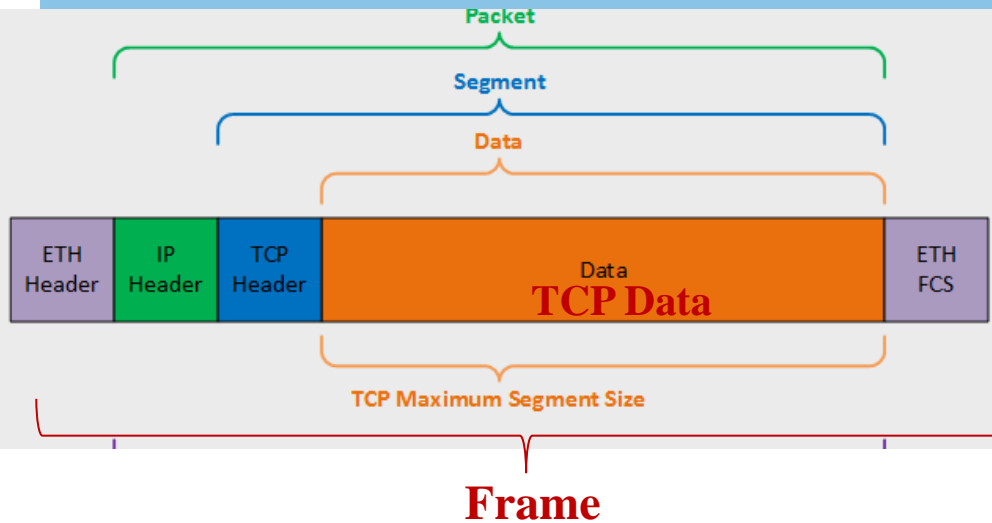 Packet
Segment
Data
ETH
Header
IP
Header
TCP
Header
Data
TCP Data
ETH
FCS
TCP Maximum Segment Size
Frame